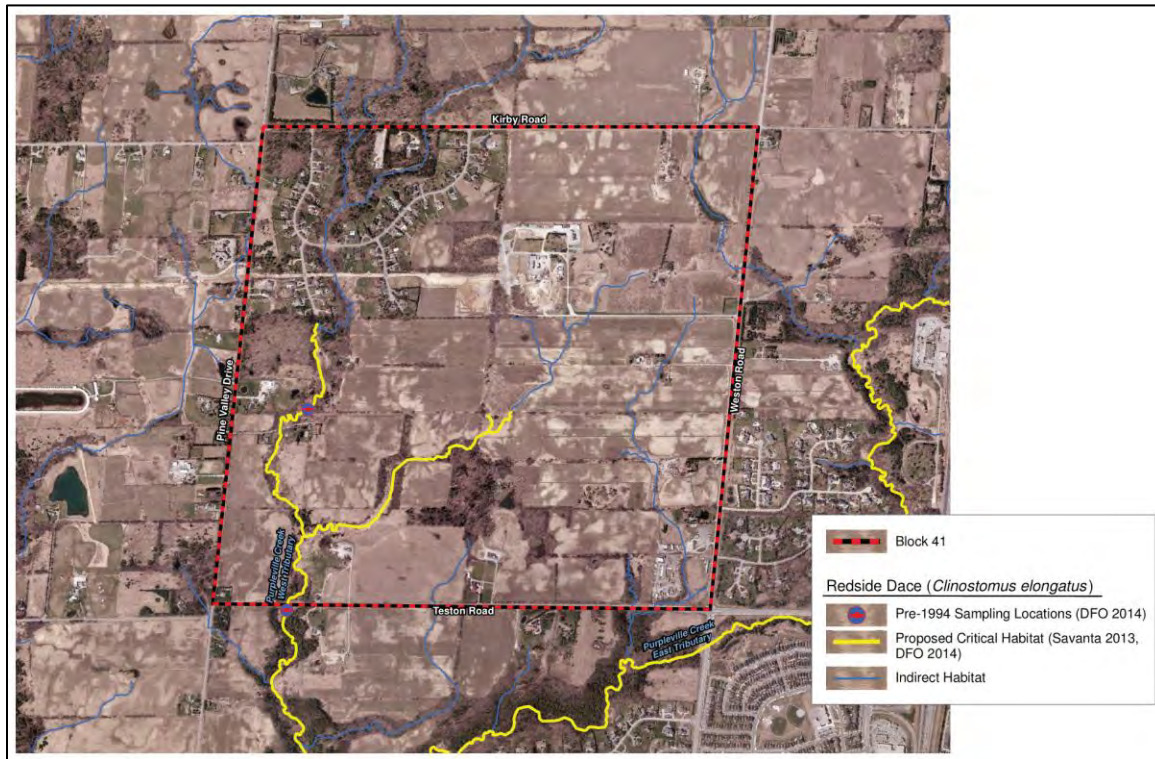 Kirby Road
Pine Valley Drive
Weston Road
Purpleville Creek
West Tributary
Teston Road
Purpleville Creek
East Tributary
Block 41
Redside Dace (Clinostomus elongatus)
Pre-1994 Sampling Locations (DFO 2014)
Proposed Critical Habitat (Savanta 2013,
DFO 2014)
Indirect Habitat